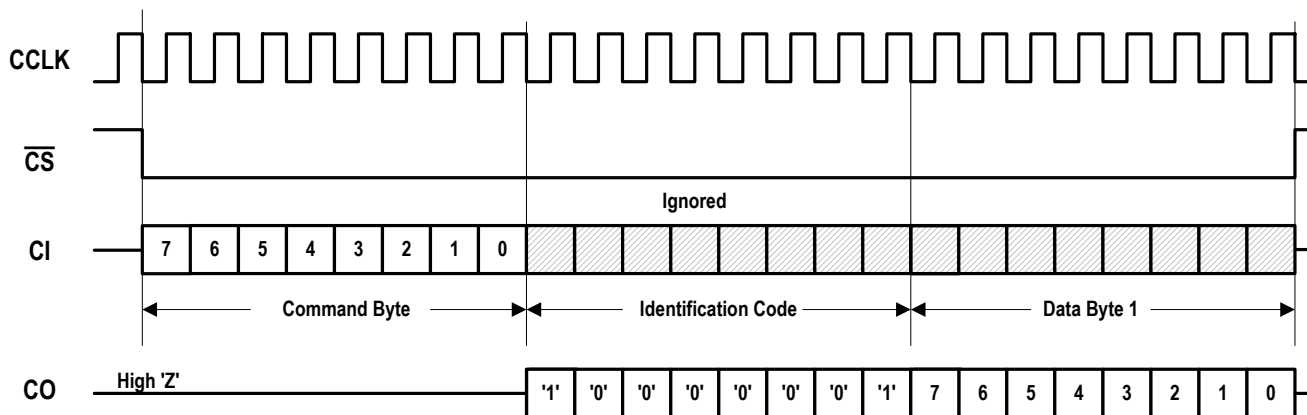 CCLK
CS
Ignored
CI 7 6 5 4 3 2 1 0
Command Byte Identification Code Data Byte 1
High 'Z'
CO '1' '0' '0' '0' '0' '0' '0' '1' 7 6 5 4 3 2 1 0